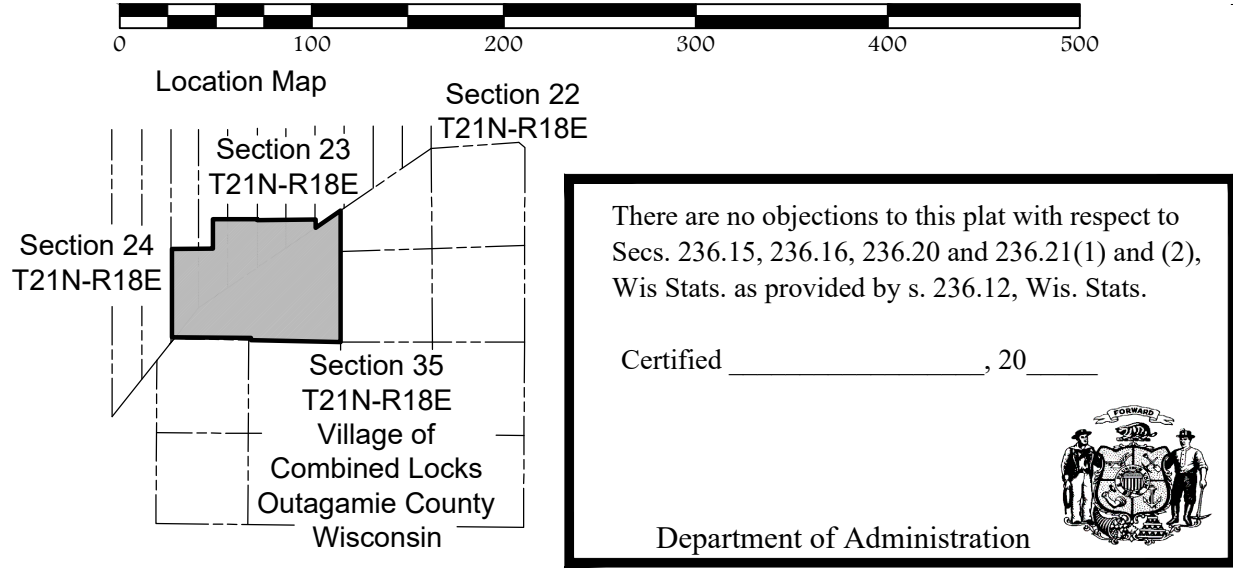 0 100 200 300 400 500
Location Map
Section 22
T21N-R18E
Section 23
T21N-R18E
Section 24
T21N-R18E
Section 35
T21N-R18E
Village of
Combined Locks
Outagamie County
Wisconsin
There are no objections to this plat with respect to
Secs. 236.15, 236.16, 236.20 and 236.21(1) and (2),
Wis Stats. as provided by s. 236.12, Wis. Stats.
Certified __________________, 20_____
FORWARD
Department of Administration